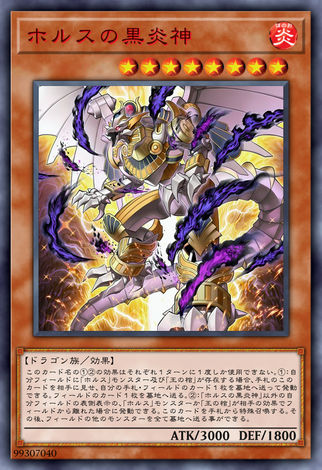 ホルスの黒炎神
炎
ほのお
【ドラゴン族／効果】
このカード名の①②の効果はそれぞれ1ターンに1度しか使用できない。①：自
分フィールドに「ホルス」モンスター及び「王の棺」が存在する場合、手札のこ
のカードを相手に見せ、自分の手札・フィールドのカード1枚を墓地へ送って発動で
きる。フィールドのカード1枚を墓地へ送る。②：「ホルスの黒炎神」以外の自
分フィールドの表側表示の、「ホルス」モンスターか「王の棺」が相手の効果でフ
ィールドから離れた場合に発動できる。このカードを手札から特殊召喚する。そ
の後、フィールドの他のモンスターを全て墓地へ送る事ができる。
ATK/3000 DEF/1800
99307040